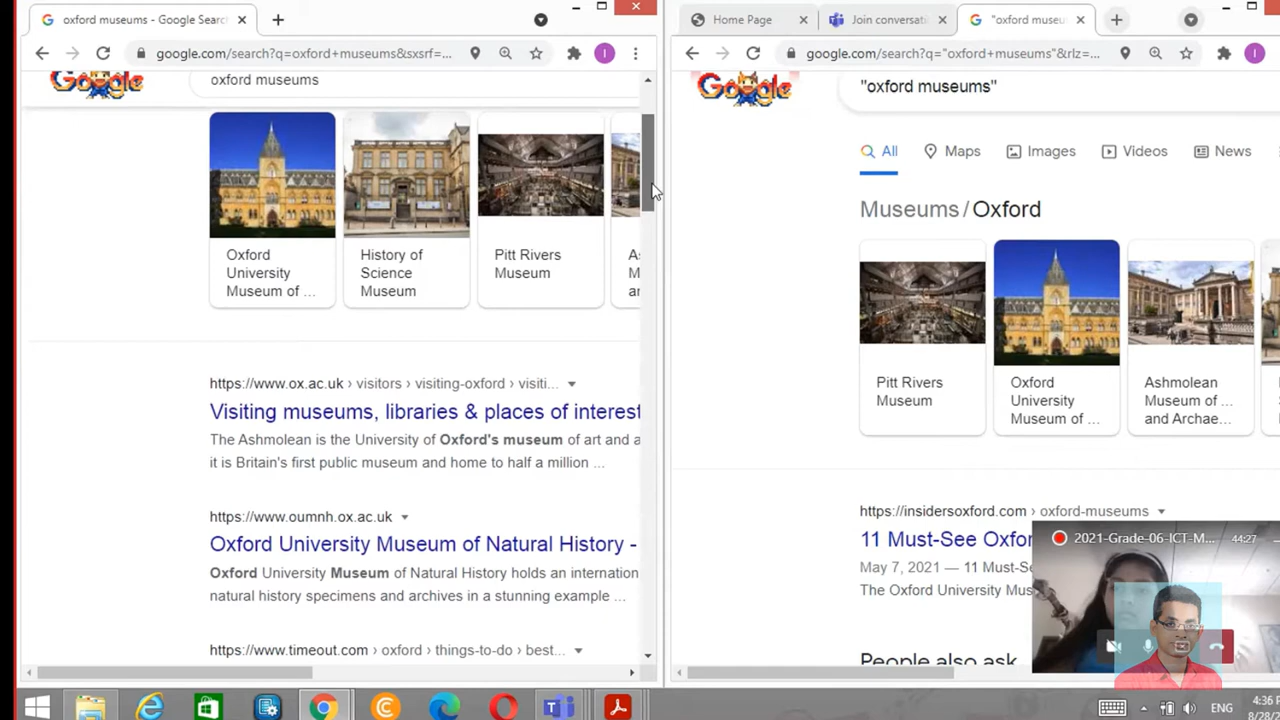 oxford museums - Google Searc
google.com/search?q=oxford+museums&sxsrf=...
Google
oxford museums
Oxford
University
Museum of ...
History of
Science
Museum
Pitt Rivers
Museum
https://www.ox.ac.uk › visitors › visiting-oxford › visiti...
Visiting museums, libraries & places of interest
The Ashmolean is the University of Oxford's museum of art and a
it is Britain's first public museum and home to half a million ...
https://www.oumnh.ox.ac.uk
Oxford University Museum of Natural History -
Oxford University Museum of Natural History holds an internation
natural history specimens and archives in a stunning example ...
https://www.timeout.com › oxford › things-to-do › best...
Home Page
Join conversati
"oxford museu
google.com/search?q="oxford+museums"&rlz=...
Google
"oxford museums"
All
Maps
Images
Videos
News
Museums / Oxford
Pitt Rivers
Museum
Oxford
University
Museum of ...
Ashmolean
Museum of ...
and Archae...
https://insidersoxford.com › oxford-museums
11 Must-See Oxfor
May 7, 2021 — 11 Must-Se
The Oxford University Mus
People also ask
2021-Grade-06-ICT-M...
44:27
ENG
4:36 P
8/28/2